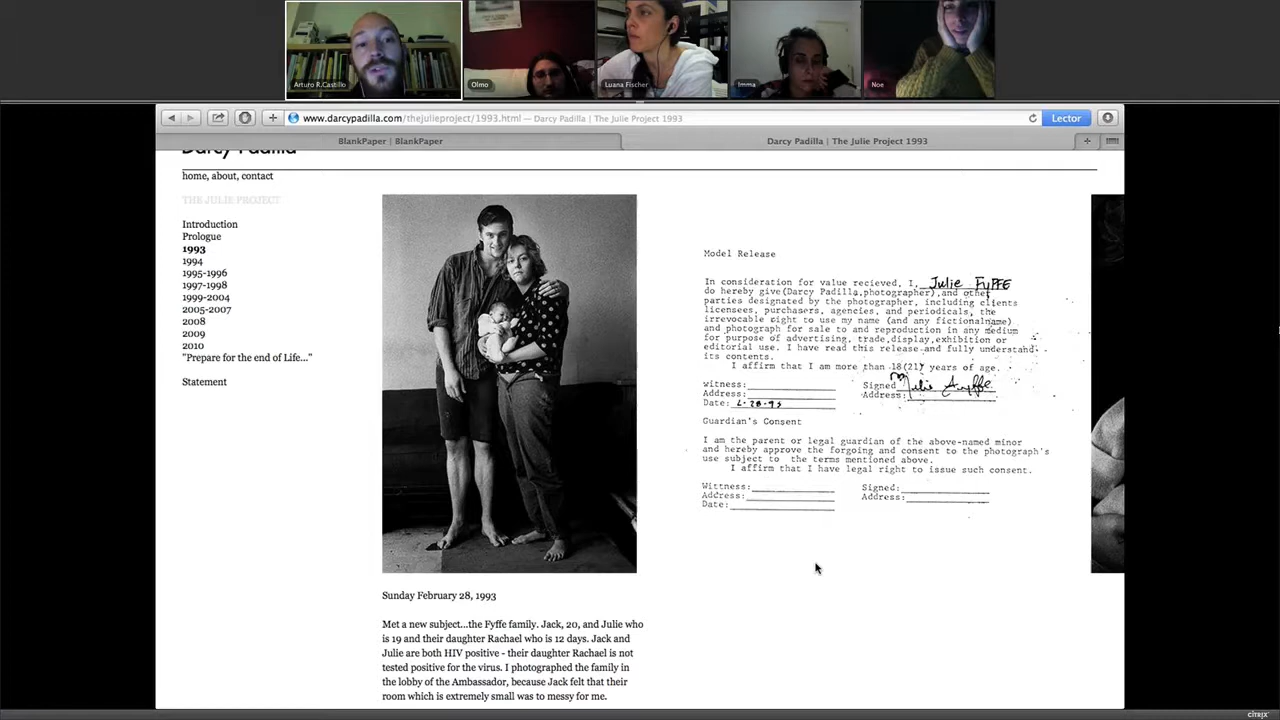 Arturo R.Castillo
Olmo
Luana Fischer
Imma
Noe
www.darcypadilla.com/thejulieproject/1993.html — Darcy Padilla | The Julie Project 1993
Lector
BlankPaper | BlankPaper
Darcy Padilla | The Julie Project 1993
Darcy Padilla
home, about, contact
THE JULIE PROJECT
Introduction
Prologue
1993
1994
1995-1996
1997-1998
1999-2004
2005-2007
2008
2009
2010
"Prepare for the end of Life..."
Statement
Model Release
In consideration for value recieved, I, Julie Fyffe
do hereby give(Darcy Padilla,photographer),and other
parties designated by the photographer, including clients
licensees, purchasers, agencies, and periodicals, the
irrevocable right to use my name (and any fictionalname)
and photograph for sale to and reproduction in any medium
for purpose of advertising, trade,display,exhibition or
editorial use. I have read this release and fully understand
its contents.
I affirm that I am more than 18(21) years of age.
witness:
Signed
Address:
Address:
Date: 2-28-93
Guardian's Consent
I am the parent or legal guardian of the above-named minor
and hereby approve the forgoing and consent to the photograph's
use subject to the terms mentioned above.
I affirm that I have legal right to issue such consent.
Wittness:
Signed:
Address:
Address:
Date:
Sunday February 28, 1993
Met a new subject...the Fyffe family. Jack, 20, and Julie who
is 19 and their daughter Rachael who is 12 days. Jack and
Julie are both HIV positive - their daughter Rachael is not
tested positive for the virus. I photographed the family in
the lobby of the Ambassador, because Jack felt that their
room which is extremely small was to messy for me.
CİTRIX